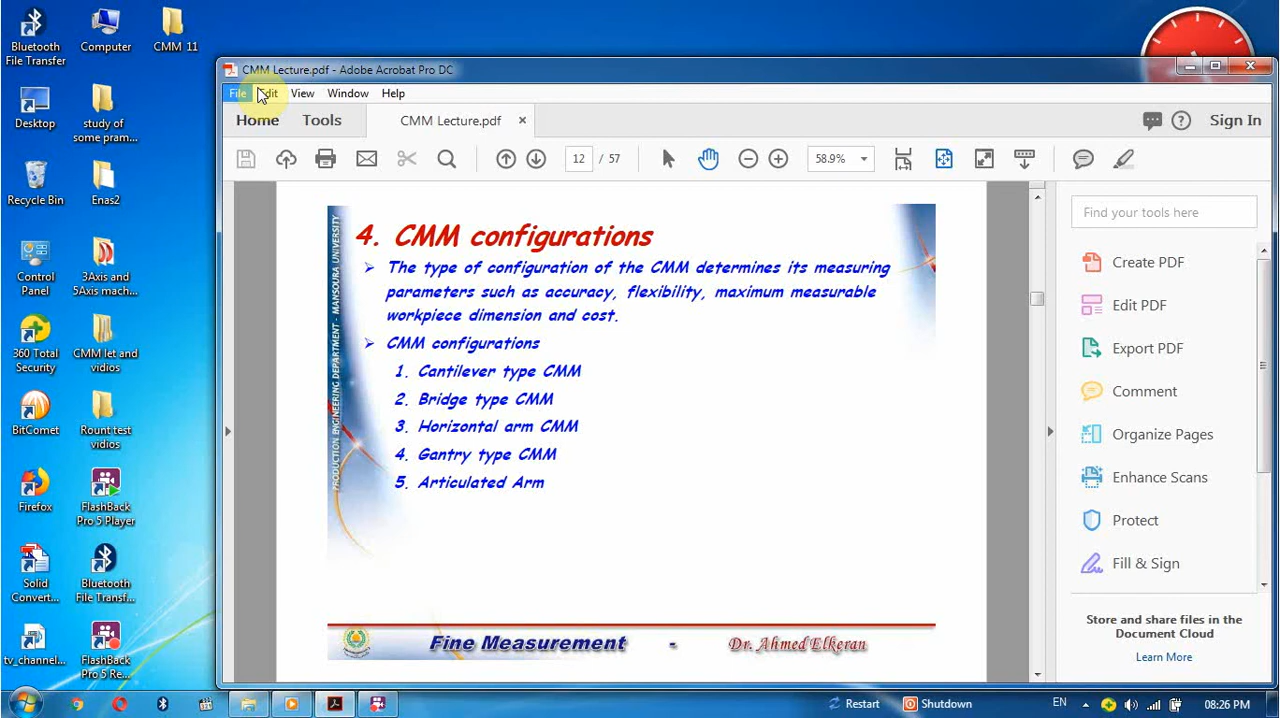 Bluetooth
File Transfer
Computer
CMM 11
Desktop
study of
some pram...
Recycle Bin
Enas2
Control
Panel
3Axis and
5Axis mach...
360 Total
Security
CMM let and
vidios
BitComet
Rount test
vidios
Firefox
FlashBack
Pro 5 Player
Solid
Convert...
Bluetooth
File Transf...
tv_channel...
FlashBack
Pro 5 Re...
CMM Lecture.pdf - Adobe Acrobat Pro DC
File Edit View Window Help
Home Tools CMM Lecture.pdf × Sign In
12 / 57 58.9%
PRODUCTION ENGINEERING DEPARTMENT - MANSOURA UNIVERSITY
4. CMM configurations
➢ The type of configuration of the CMM determines its measuring
parameters such as accuracy, flexibility, maximum measurable
workpiece dimension and cost.
➢ CMM configurations
1. Cantilever type CMM
2. Bridge type CMM
3. Horizontal arm CMM
4. Gantry type CMM
5. Articulated Arm
Fine Measurement - Dr. Ahmed Elkeran
Find your tools here
Create PDF
Edit PDF
Export PDF
Comment
Organize Pages
Enhance Scans
Protect
Fill & Sign
Store and share files in the
Document Cloud
Learn More
Restart Shutdown EN 08:26 PM